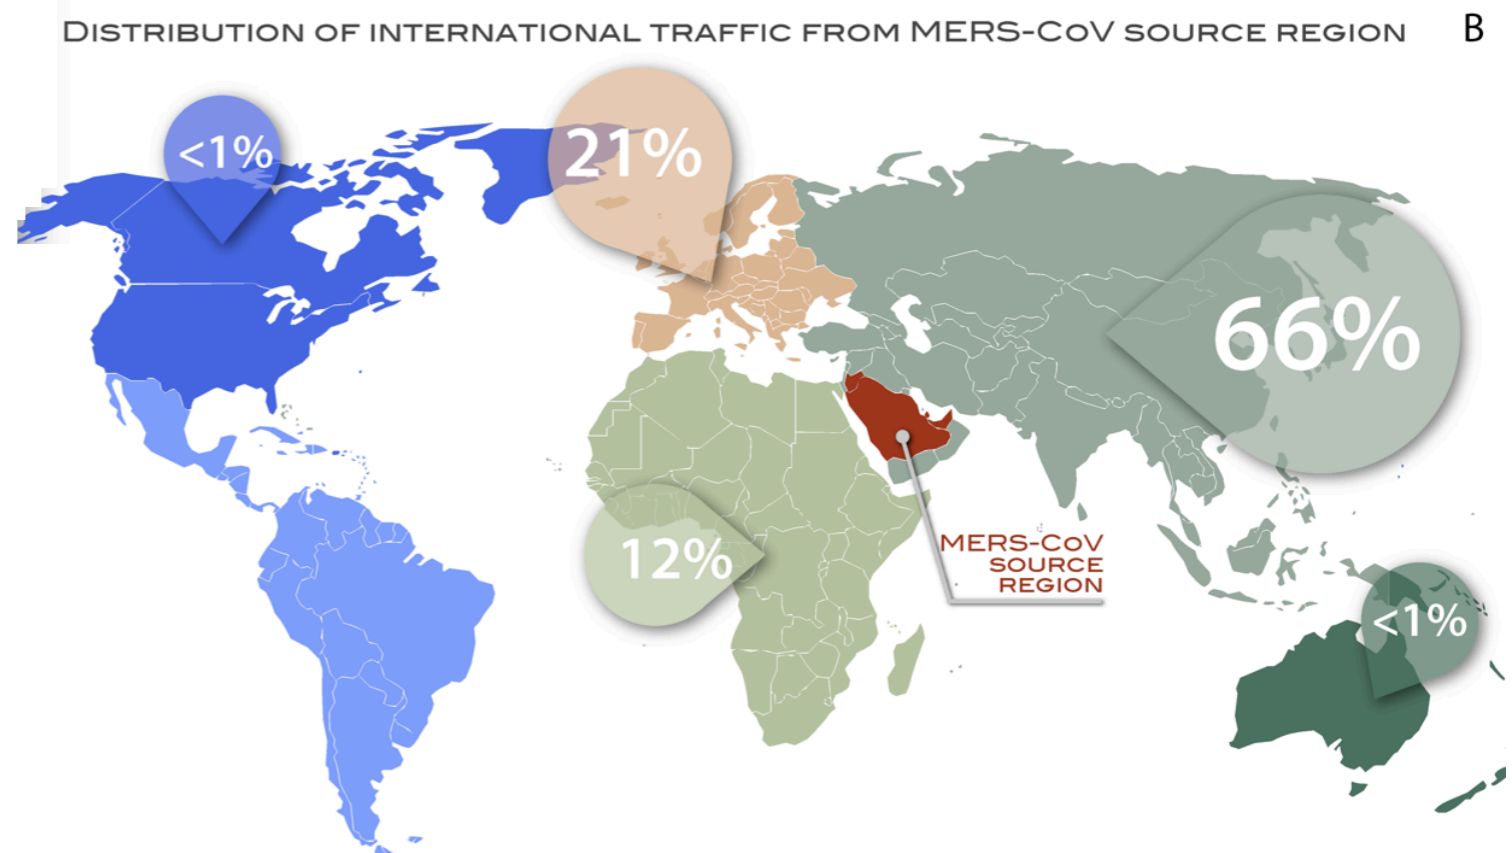 Distribution of international traffic from MERS-CoV source region
B
<1%
21%
66%
12%
MERS-CoV
source
region
<1%